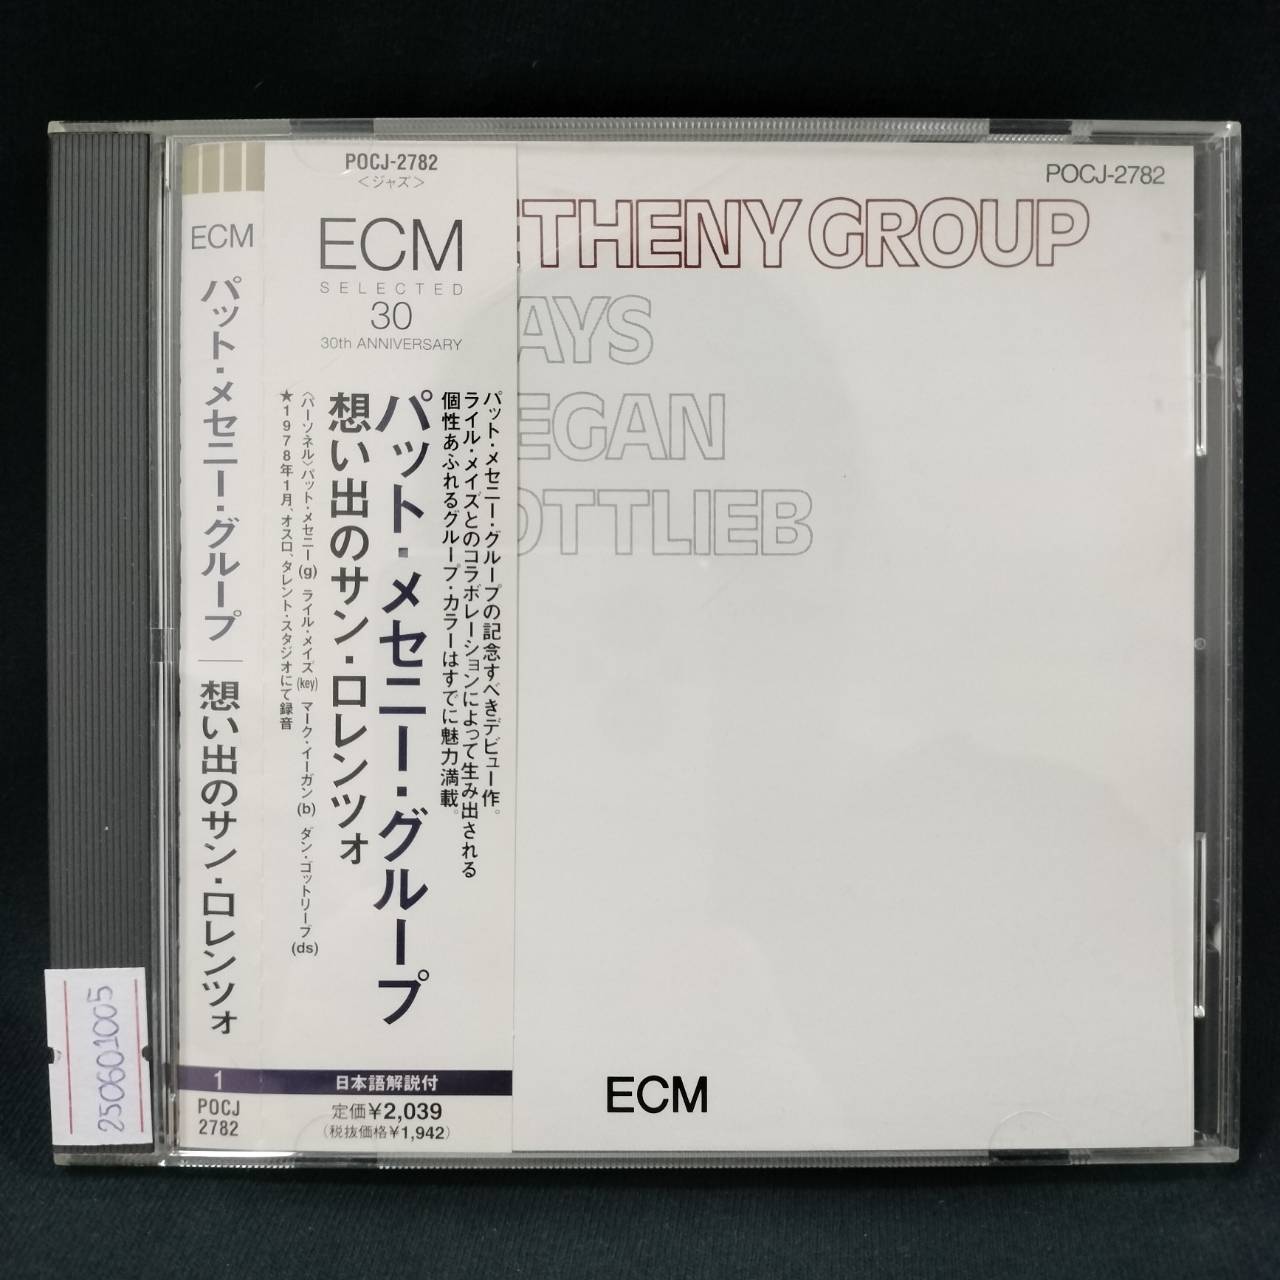 ECM
パット・メセニー・グループ
想い出のサン・ロレンツォ
1
POCJ
2782
POCJ-2782
<ジャズ>
ECM
SELECTED
30
30th ANNIVERSARY
パット・メセニー・グループの記念すべきデビュー作。
ライル・メイズとのコラボレーションによって生み出される
個性あふれるグループ・カラーはすでに魅力満載。
パット・メセニー・グループ
想い出のサン・ロレンツォ
〈パーソネル〉パット・メセニー(g) ライル・メイズ(key) マーク・イーガン(b) ダン・ゴットリーブ(ds)
★1978年1月、オスロ、タレント・スタジオにて録音
日本語解説付
定価¥2,039
(税抜価格¥1,942)
POCJ-2782
ETHENY GROUP
AYS
EGAN
OTTLIEB
ECM
250601005